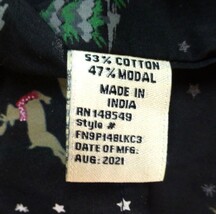 53% COTTON
47% MODAL
MADE IN
INDIA
RN 148549
Style #
FN9P148LKC3
DATE OF MFG.
AUG: 2021